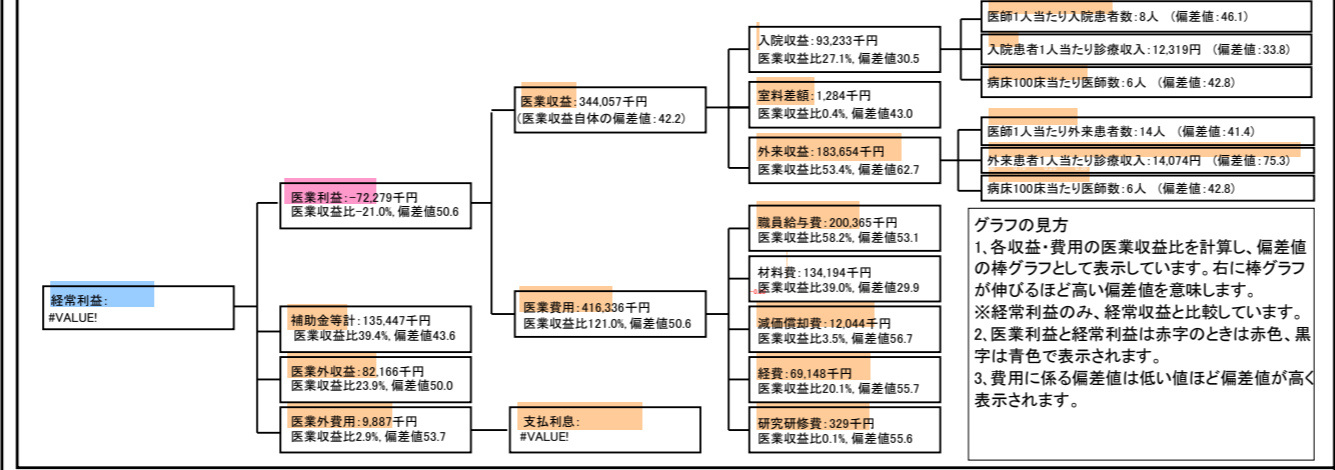 医師1人当たり入院患者数:8人 (偏差値:46.1)
入院収益:93,233千円
医業収益比27.1%, 偏差値30.5
入院患者1人当たり診療収入:12,319円 (偏差値:33.8)
病床100床当たり医師数:6人 (偏差値:42.8)
医業収益:344,057千円
(医業収益自体の偏差値:42.2)
室料差額:1,284千円
医業収益比0.4%, 偏差値43.0
医師1人当たり外来患者数:14人 (偏差値:41.4)
外来収益:183,654千円
医業収益比53.4%, 偏差値62.7
外来患者1人当たり診療収入:14,074円 (偏差値:75.3)
病床100床当たり医師数:6人 (偏差値:42.8)
医業利益:-72,279千円
医業収益比-21.0%, 偏差値50.6
職員給与費:200,365千円
医業収益比58.2%, 偏差値53.1
材料費:134,194千円
医業収益比39.0%, 偏差値29.9
経常利益:
#VALUE!
補助金等計:135,447千円
医業収益比39.4%, 偏差値43.6
医業費用:416,336千円
医業収益比121.0%, 偏差値50.6
減価償却費:12,044千円
医業収益比3.5%, 偏差値56.7
医業外収益:82,166千円
医業収益比23.9%, 偏差値50.0
経費:69,148千円
医業収益比20.1%, 偏差値55.7
医業外費用:9,887千円
医業収益比2.9%, 偏差値53.7
支払利息:
#VALUE!
研究研修費:329千円
医業収益比0.1%, 偏差値55.6
グラフの見方
1、各収益・費用の医業収益比を計算し、偏差値
の棒グラフとして表示しています。右に棒グラフ
が伸びるほど高い偏差値を意味します。
※経常利益のみ、経常収益と比較しています。
2、医業利益と経常利益は赤字のときは赤色、黒
字は青色で表示されます。
3、費用に係る偏差値は低い値ほど偏差値が高く
表示されます。